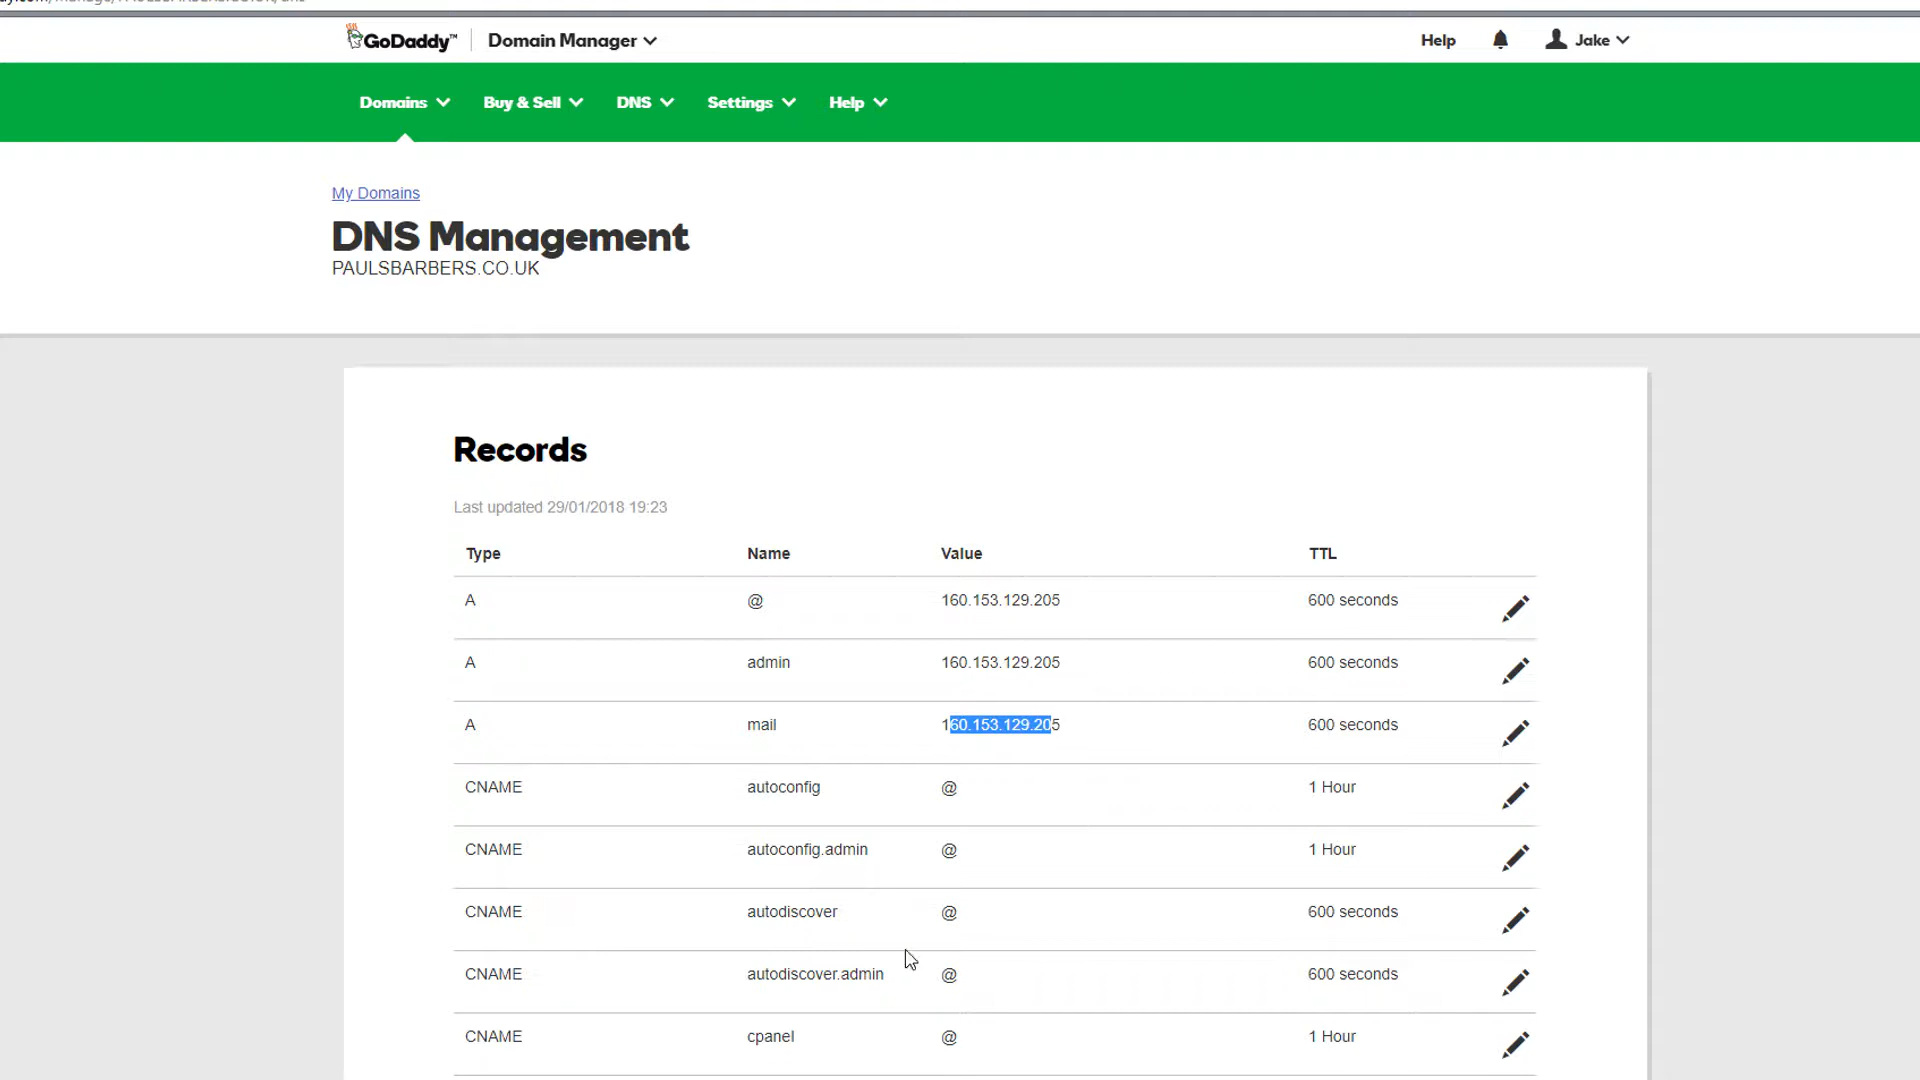 GoDaddy™ Domain Manager Help Jake
Domains Buy & Sell DNS Settings Help
My Domains
DNS Management
PAULSBARBERS.CO.UK
Records
Last updated 29/01/2018 19:23
Type Name Value TTL
A @ 160.153.129.205 600 seconds
A admin 160.153.129.205 600 seconds
A mail 160.153.129.205 600 seconds
CNAME autoconfig @ 1 Hour
CNAME autoconfig.admin @ 1 Hour
CNAME autodiscover @ 600 seconds
CNAME autodiscover.admin @ 600 seconds
CNAME cpanel @ 1 Hour